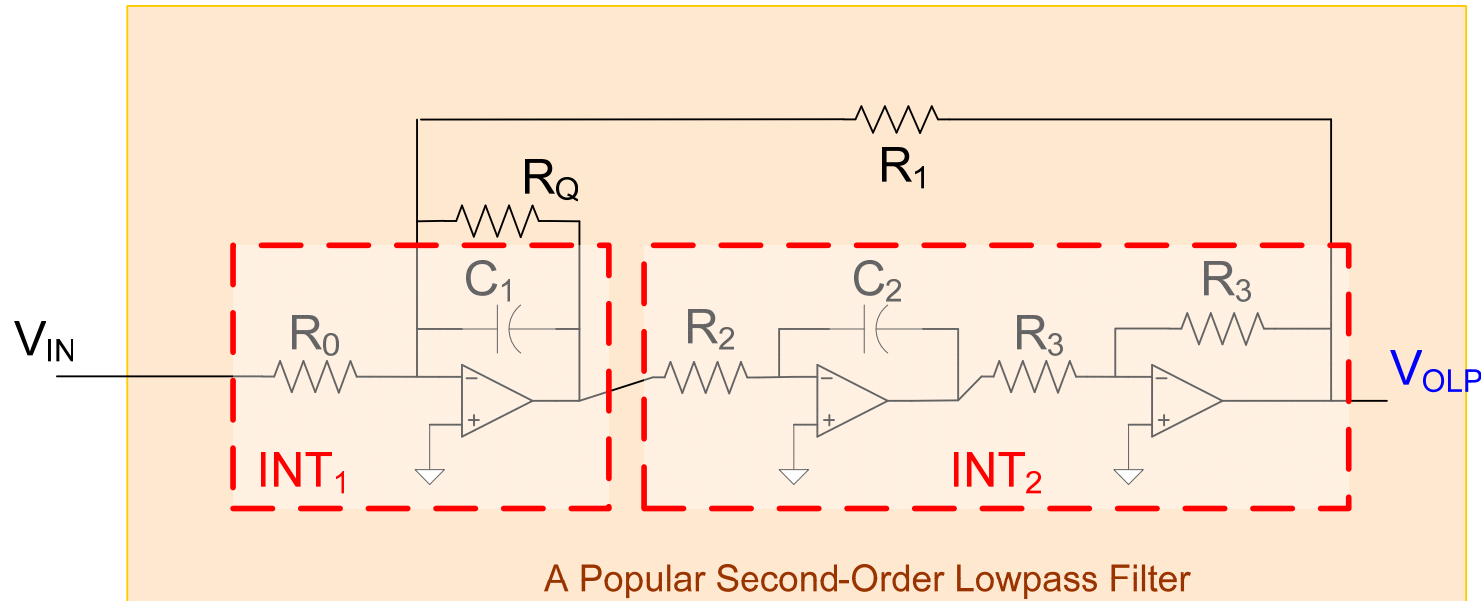 R1
RQ
C1
C2
R3
R0
R2
R3
VIN
VOLP
− + − + − +
INT1
INT2
A Popular Second-Order Lowpass Filter